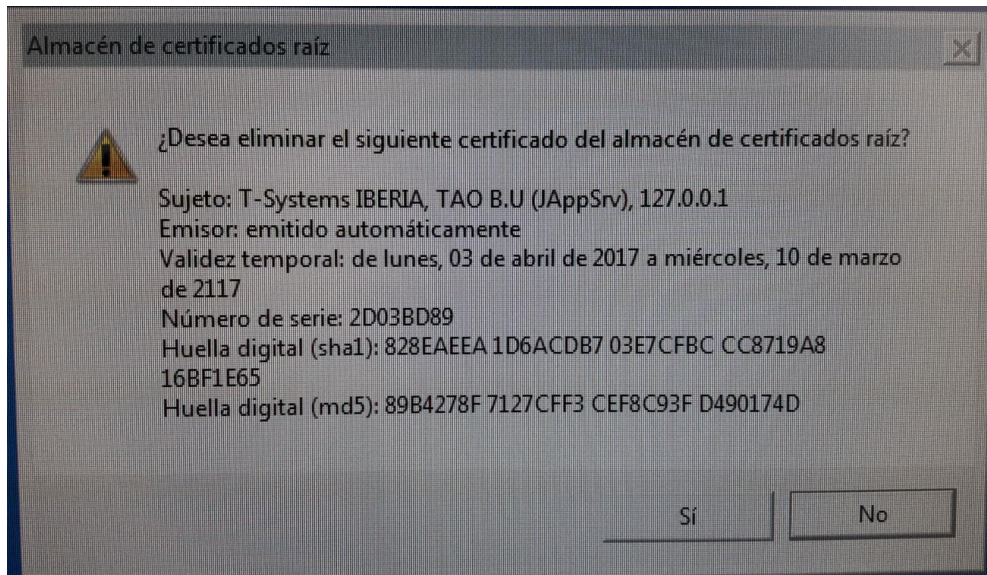 Almacén de certificados raíz
¿Desea eliminar el siguiente certificado del almacén de certificados raíz?
Sujeto: T-Systems IBERIA, TAO B.U (JAppSrv), 127.0.0.1
Emisor: emitido automáticamente
Validez temporal: de lunes, 03 de abril de 2017 a miércoles, 10 de marzo
de 2117
Número de serie: 2D03BD89
Huella digital (sha1): 828EAEEA 1D6ACDB7 03E7CFBC CC8719A8
16BF1E65
Huella digital (md5): 89B4278F 7127CFF3 CEF8C93F D490174D
Sí No